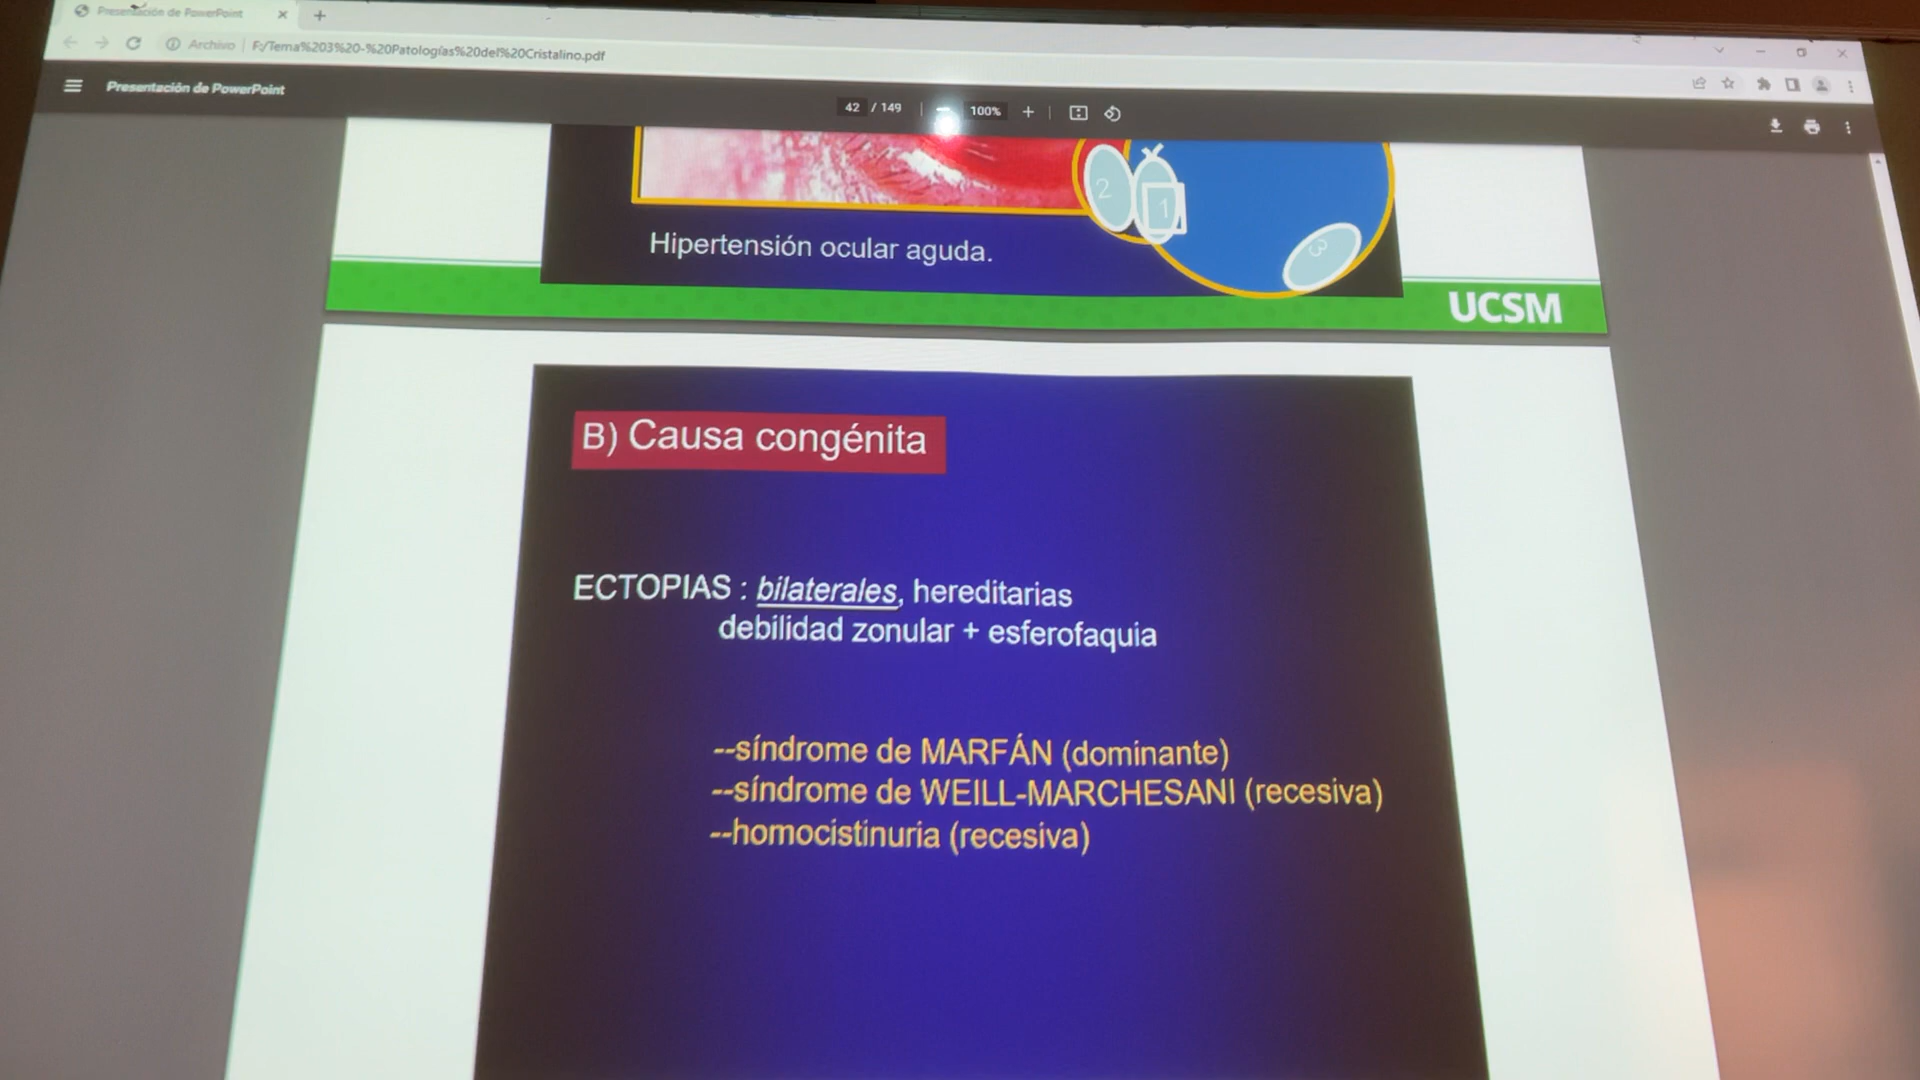 Presentación de PowerPoint
Archivo | F:/Tema%203%20-%20Patologías%20del%20Cristalino.pdf
Presentación de PowerPoint
42 / 149
100%
2
1
3
Hipertensión ocular aguda.
UCSM
B) Causa congénita
ECTOPIAS : bilaterales, hereditarias
debilidad zonular + esferofaquia
--síndrome de MARFÁN (dominante)
--síndrome de WEILL-MARCHESANI (recesiva)
--homocistinuria (recesiva)